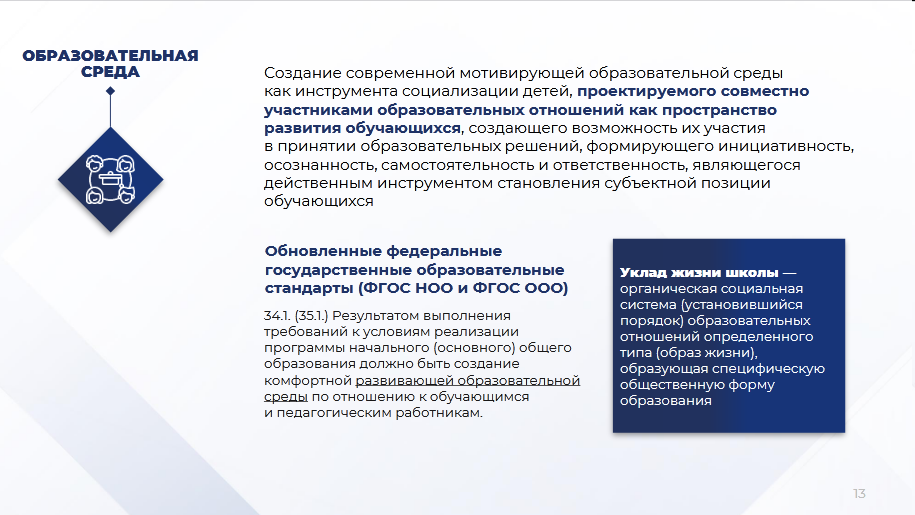 ОБРАЗОВАТЕЛЬНАЯ
СРЕДА
Создание современной мотивирующей образовательной среды
как инструмента социализации детей, проектируемого совместно
участниками образовательных отношений как пространство
развития обучающихся, создающего возможность их участия
в принятии образовательных решений, формирующего инициативность,
осознанность, самостоятельность и ответственность, являющегося
действенным инструментом становления субъектной позиции
обучающихся
Обновленные федеральные
государственные образовательные
стандарты (ФГОС НОО и ФГОС ООО)
34.1. (35.1.) Результатом выполнения
требований к условиям реализации
программы начального (основного) общего
образования должно быть создание
комфортной развивающей образовательной
среды по отношению к обучающимся
и педагогическим работникам.
Уклад жизни школы —
органическая социальная
система (установившийся
порядок) образовательных
отношений определенного
типа (образ жизни),
образующая специфическую
общественную форму
образования
13